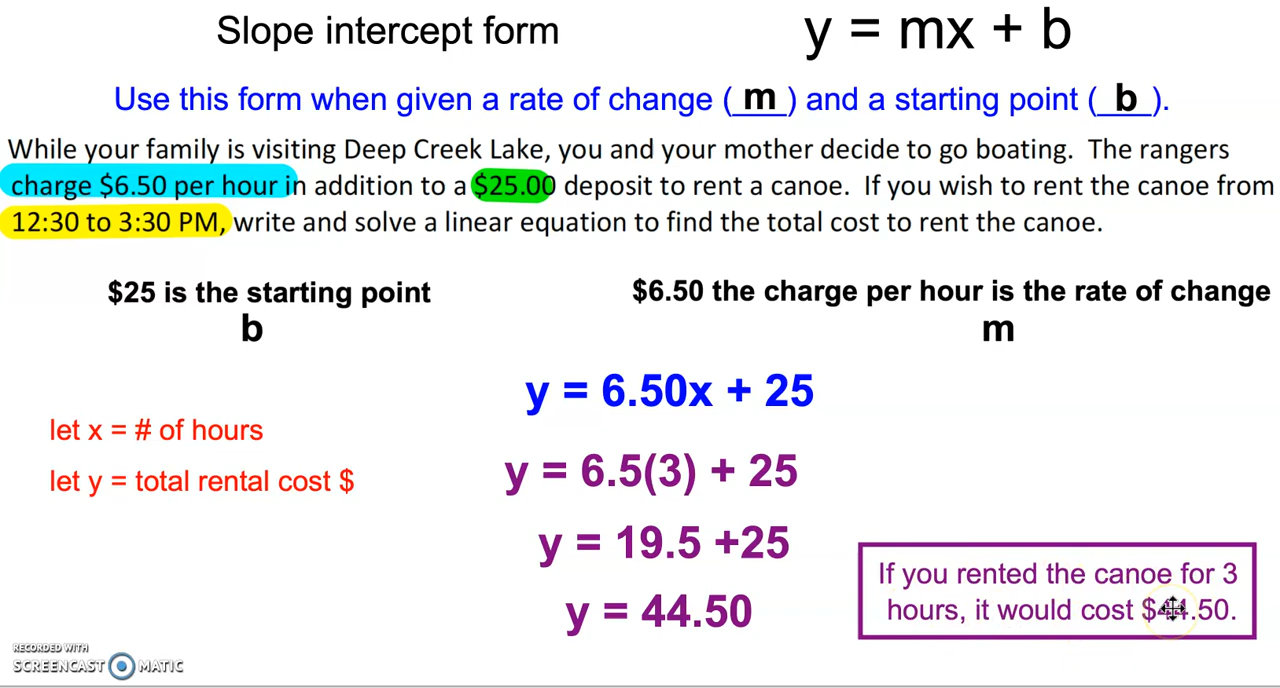 Slope intercept form
y = mx + b
Use this form when given a rate of change ( m ) and a starting point ( b ).
While your family is visiting Deep Creek Lake, you and your mother decide to go boating. The rangers
charge $6.50 per hour in addition to a $25.00 deposit to rent a canoe. If you wish to rent the canoe from
12:30 to 3:30 PM, write and solve a linear equation to find the total cost to rent the canoe.
$25 is the starting point
b
$6.50 the charge per hour is the rate of change
m
y = 6.50x + 25
let x = # of hours
let y = total rental cost $
y = 6.5(3) + 25
y = 19.5 +25
y = 44.50
If you rented the canoe for 3
hours, it would cost $44.50.
RECORDED WITH
SCREENCAST MATIC